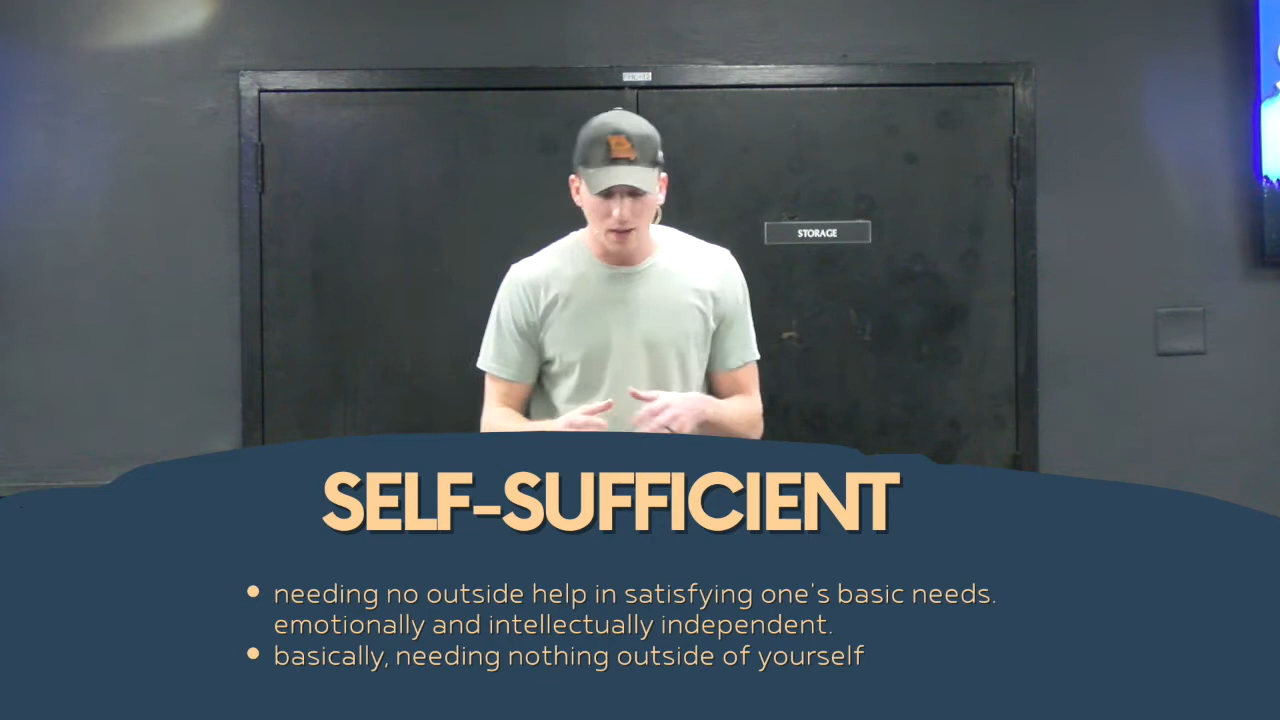 STORAGE
SELF-SUFFICIENT
• needing no outside help in satisfying one's basic needs.
emotionally and intellectually independent.
• basically, needing nothing outside of yourself